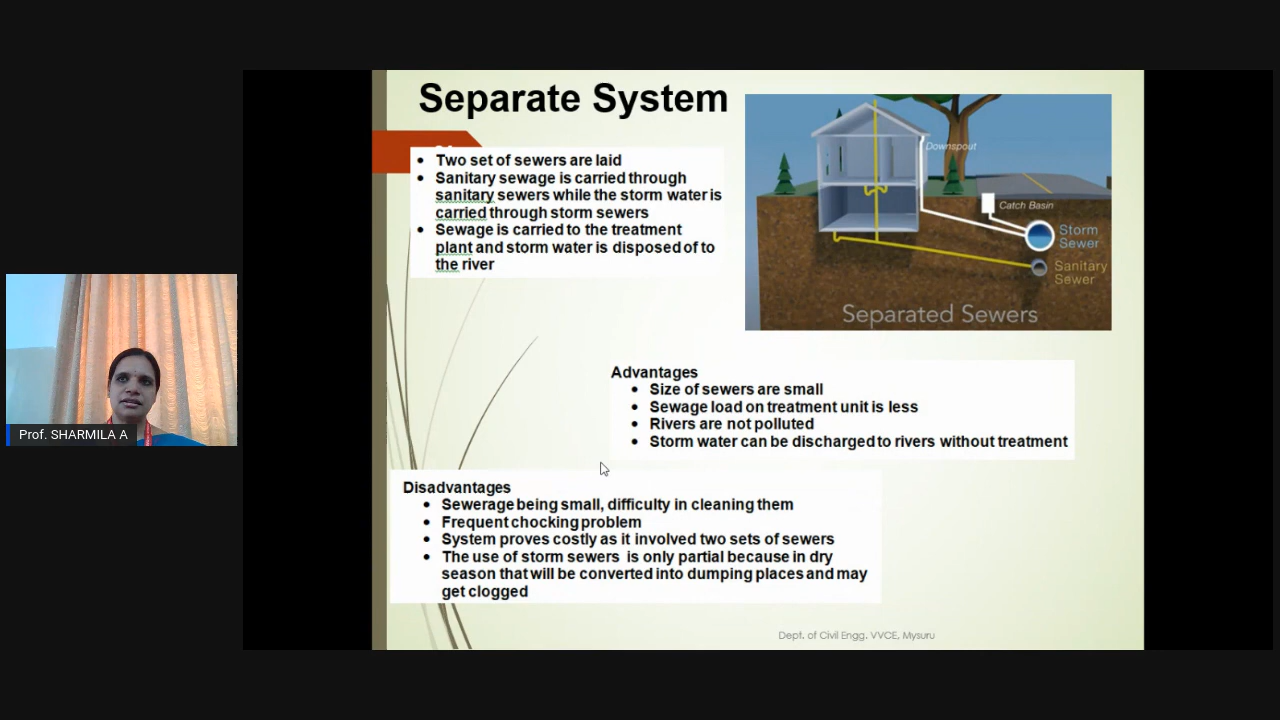 Separate System
• Two set of sewers are laid
• Sanitary sewage is carried through
sanitary sewers while the storm water is
carried through storm sewers
• Sewage is carried to the treatment
plant and storm water is disposed of to
the river
Downspout
Catch Basin
Storm
Sewer
Sanitary
Sewer
Separated Sewers
Advantages
• Size of sewers are small
• Sewage load on treatment unit is less
• Rivers are not polluted
• Storm water can be discharged to rivers without treatment
Prof. SHARMILA A
Disadvantages
• Sewerage being small, difficulty in cleaning them
• Frequent chocking problem
• System proves costly as it involved two sets of sewers
• The use of storm sewers is only partial because in dry
season that will be converted into dumping places and may
get clogged
Dept. of Civil Engg. VVCE, Mysuru